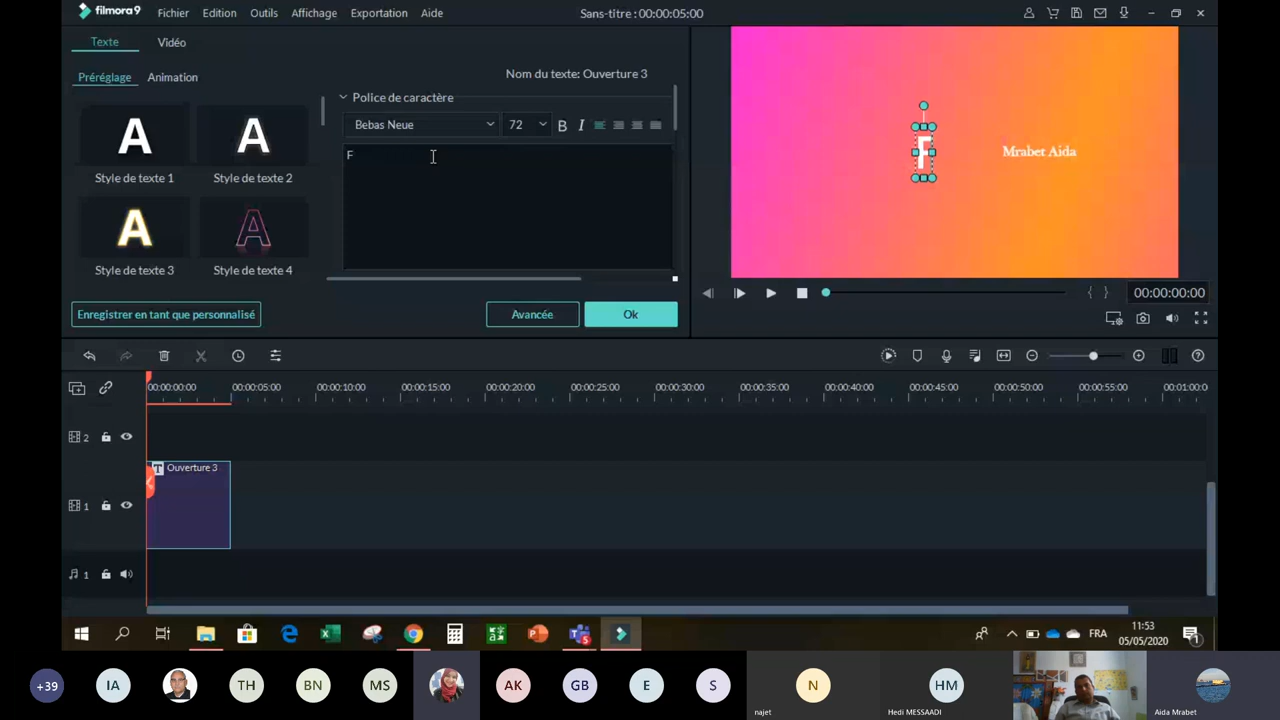 filmora9 Fichier Edition Outils Affichage Exportation Aide Sans-titre : 00:00:05:00
Texte Vidéo
Préréglage Animation
Style de texte 1
Style de texte 2
Style de texte 3
Style de texte 4
Enregistrer en tant que personnalisé
Nom du texte: Ouverture 3
Police de caractère
Bebas Neue 72 B I
F
Avancée Ok
F Mrabet Aida
{ } 00:00:00:00
00:00:00:00 00:00:05:00 00:00:10:00 00:00:15:00 00:00:20:00 00:00:25:00 00:00:30:00 00:00:35:00 00:00:40:00 00:00:45:00 00:00:50:00 00:00:55:00 00:01:00:0
2
T Ouverture 3
1
1
FRA 11:53
05/05/2020
+39 IA TH BN MS AK GB E S N HM
najet Hedi MESSAADI Aida Mrabet